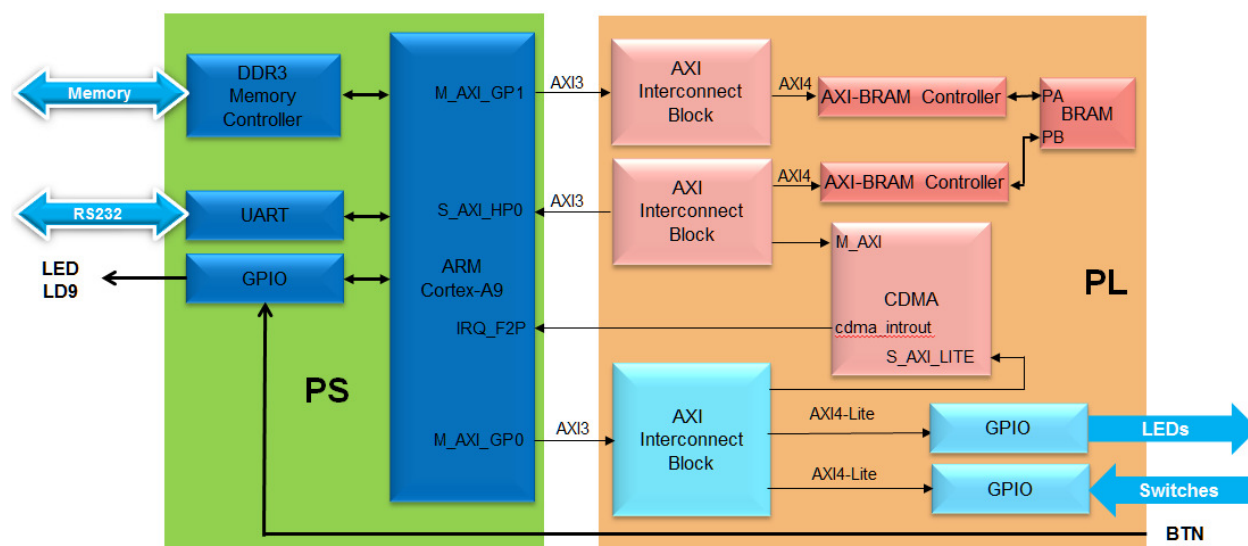 Memory
DDR3
Memory
Controller
RS232
UART
LED
LD9
GPIO
PS
M_AXI_GP1
S_AXI_HP0
ARM
Cortex-A9
IRQ_F2P
M_AXI_GP0
AXI3
AXI
Interconnect
Block
AXI4
AXI-BRAM Controller
PA
BRAM
PB
AXI3
AXI
Interconnect
Block
AXI4
AXI-BRAM Controller
M_AXI
CDMA
cdma_introut
S_AXI_LITE
PL
AXI3
AXI
Interconnect
Block
AXI4-Lite
GPIO
LEDs
AXI4-Lite
GPIO
Switches
BTN